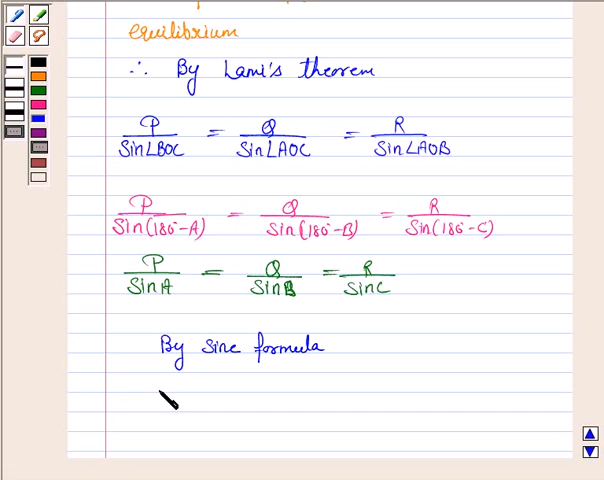 equilibrium
∴ By Lami's theorem
P/Sin∠BOC = Q/Sin∠AOC = R/Sin∠AOB
P/Sin(180°-A) = Q/Sin(180°-B) = R/Sin(180°-C)
P/SinA = Q/SinB = R/SinC
By Sine formula